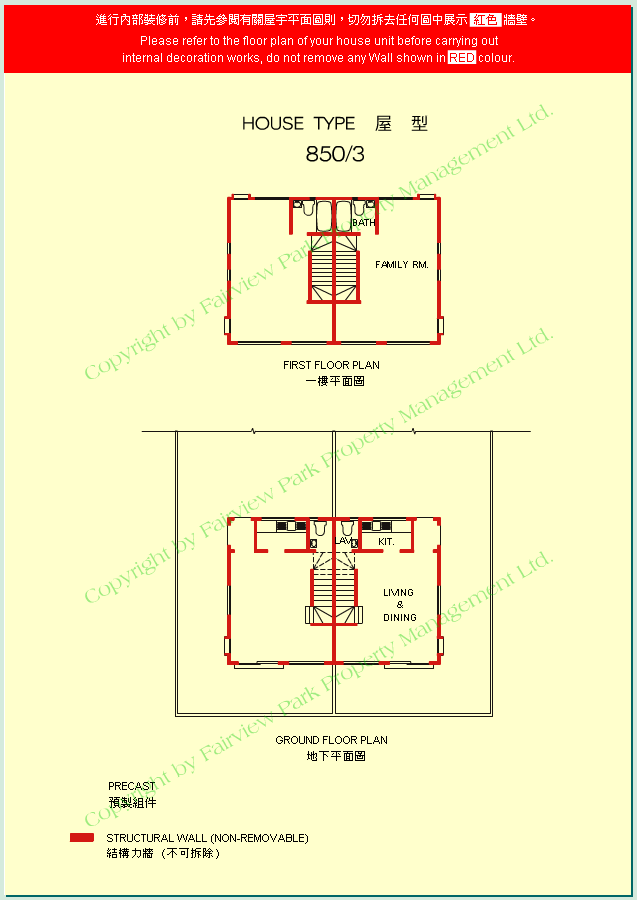 進行內部裝修前，請先參閱有關屋宇平面圖則，切勿拆去任何圖中展示 紅色 牆壁。
Please refer to the floor plan of your house unit before carrying out
internal decoration works, do not remove any Wall shown in RED colour.
HOUSE TYPE 屋 型
850/3
BATH
FAMILY RM.
Copyright by Fairview Park Property Management Ltd.
FIRST FLOOR PLAN
一樓平面圖
LAV.
KIT.
LIVING
&
DINING
Copyright by Fairview Park Property Management Ltd.
GROUND FLOOR PLAN
地下平面圖
Copyright by Fairview Park Property Management Ltd.
PRECAST
預製組件
STRUCTURAL WALL (NON-REMOVABLE)
結構力牆 (不可拆除)